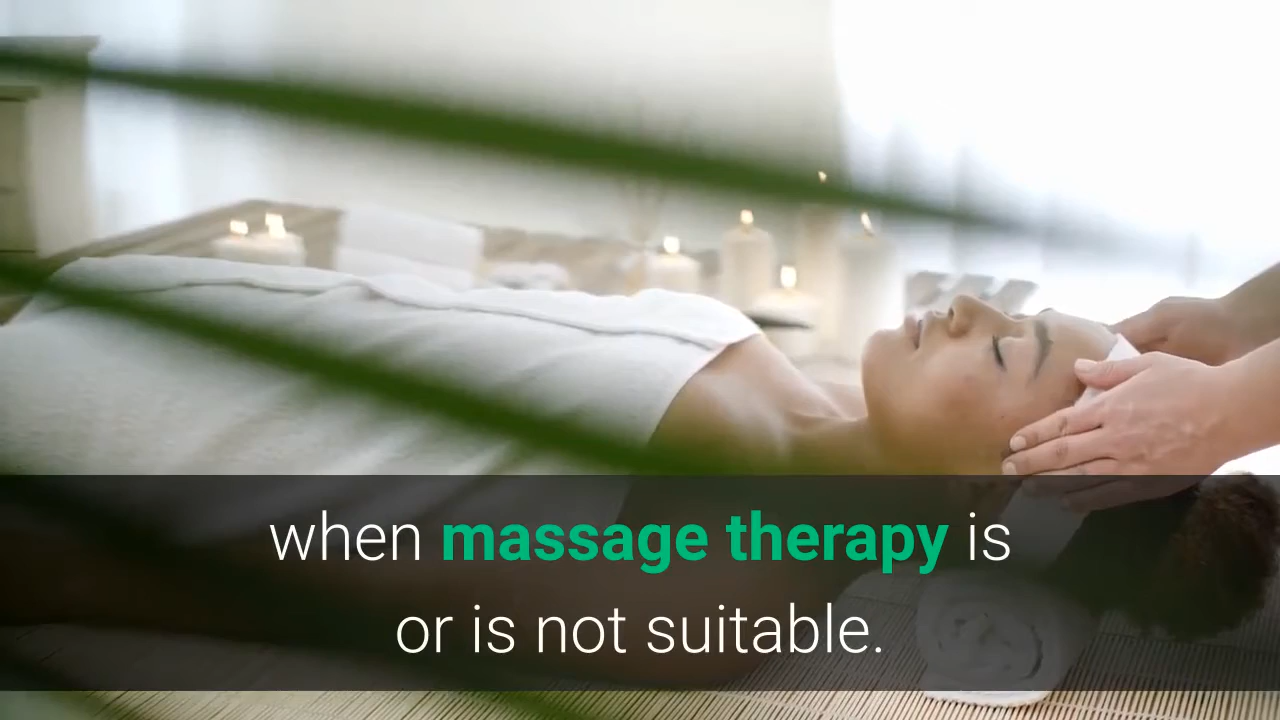 when massage therapy is
or is not suitable.